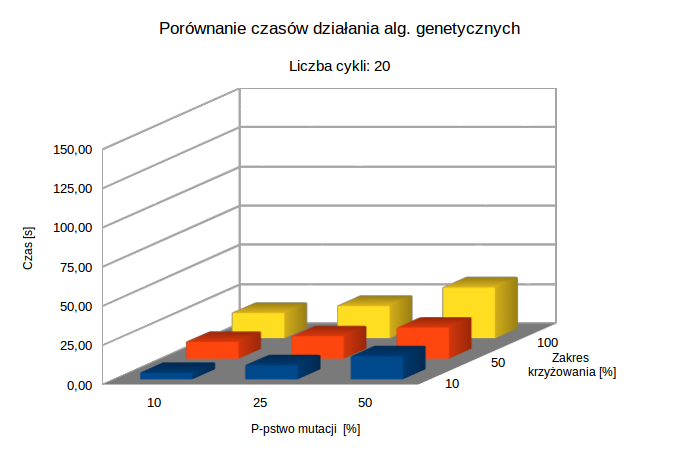 Porównanie czasów działania alg. genetycznych
Liczba cykli: 20
150,00
125,00
100,00
75,00
50,00
25,00
0,00
Czas [s]
10
25
50
P-pstwo mutacji [%]
10
50
100
Zakres
krzyżowania [%]